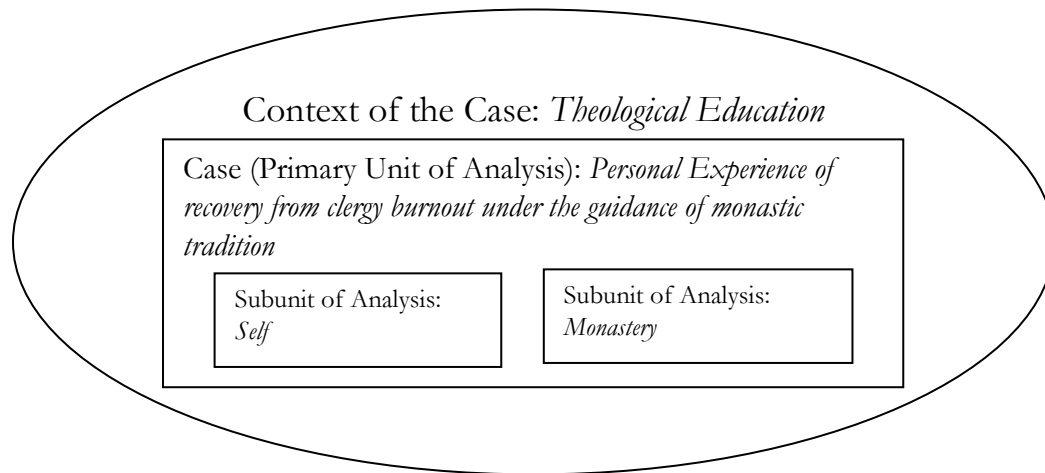 Context of the Case: Theological Education
Case (Primary Unit of Analysis): Personal Experience of
recovery from clergy burnout under the guidance of monastic
tradition
Subunit of Analysis:
Self
Subunit of Analysis:
Monastery